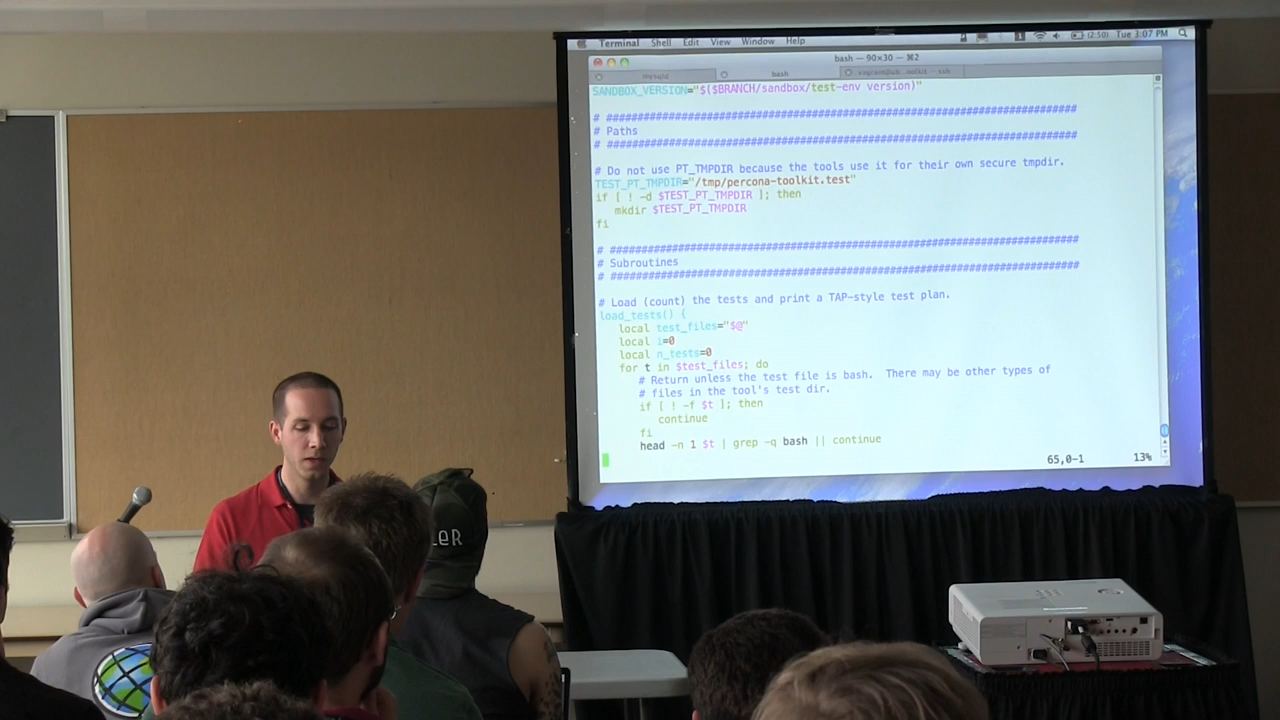 Terminal Shell Edit View Window Help (2:50) Tue 3:07 PM
bash — 90×30 — ⌘2
mysqld bash
SANDBOX_VERSION="$($BRANCH/sandbox/test-env version)"
# ###########################################################################
# Paths
# ###########################################################################
# Do not use PT_TMPDIR because the tools use it for their own secure tmpdir.
TEST_PT_TMPDIR="/tmp/percona-toolkit.test"
if [ ! -d $TEST_PT_TMPDIR ]; then
mkdir $TEST_PT_TMPDIR
fi
# ###########################################################################
# Subroutines
# ###########################################################################
# Load (count) the tests and print a TAP-style test plan.
load_tests() {
local test_files="$@"
local i=0
local n_tests=0
for t in $test_files; do
# Return unless the test file is bash.  There may be other types of
# files in the tool's test dir.
if [ ! -f $t ]; then
continue
fi
head -n 1 $t | grep -q bash || continue
65,0-1 13%